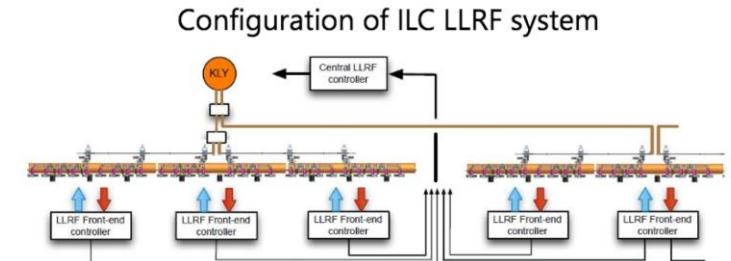 Configuration of ILC LLRF system
KLY
Central LLRF
controller
LLRF Front-end
controller
LLRF Front-end
controller
LLRF Front-end
controller
LLRF Front-end
controller
LLRF Front-end
controller